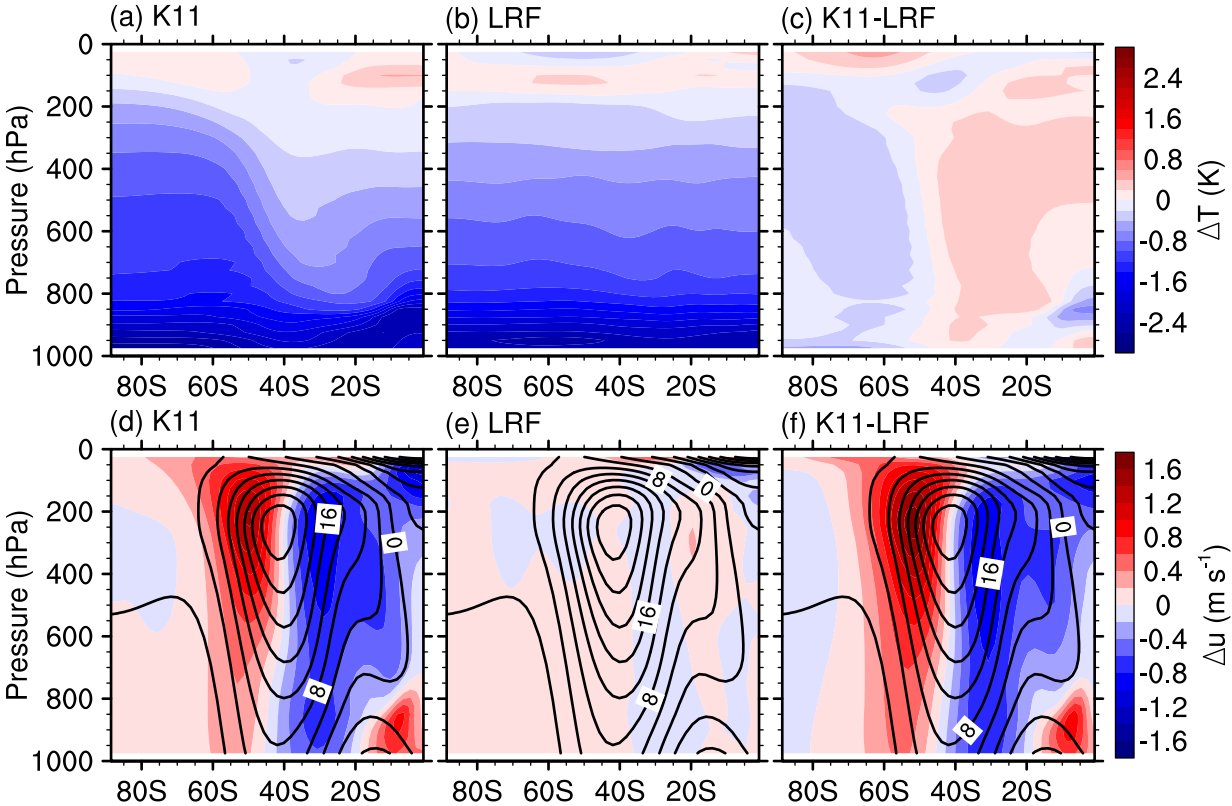 (a) K11
(b) LRF
(c) K11-LRF
Pressure (hPa)
0
200
400
600
800
1000
80S 60S 40S 20S
80S 60S 40S 20S
80S 60S 40S 20S
2.4
1.6
0.8
0
-0.8
-1.6
-2.4
ΔT (K)
(d) K11
(e) LRF
(f) K11-LRF
Pressure (hPa)
0
200
400
600
800
1000
16
0
8
8
0
16
8
0
16
8
80S 60S 40S 20S
80S 60S 40S 20S
80S 60S 40S 20S
1.6
1.2
0.8
0.4
0
-0.4
-0.8
-1.2
-1.6
Δu (m s⁻¹)